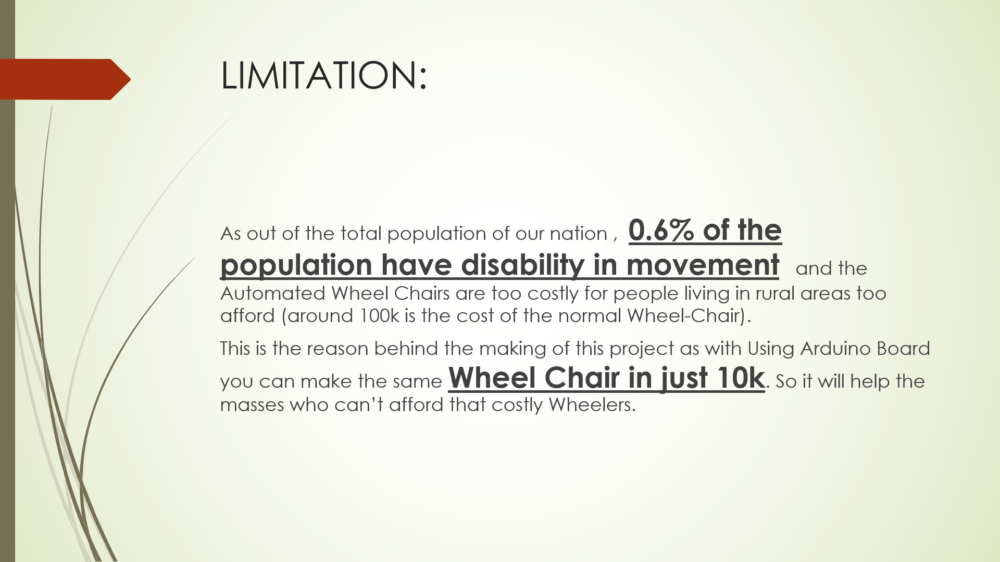 LIMITATION:
As out of the total population of our nation , 0.6% of the
population have disability in movement and the
Automated Wheel Chairs are too costly for people living in rural areas too
afford (around 100k is the cost of the normal Wheel-Chair).
This is the reason behind the making of this project as with Using Arduino Board
you can make the same Wheel Chair in just 10k. So it will help the
masses who can’t afford that costly Wheelers.